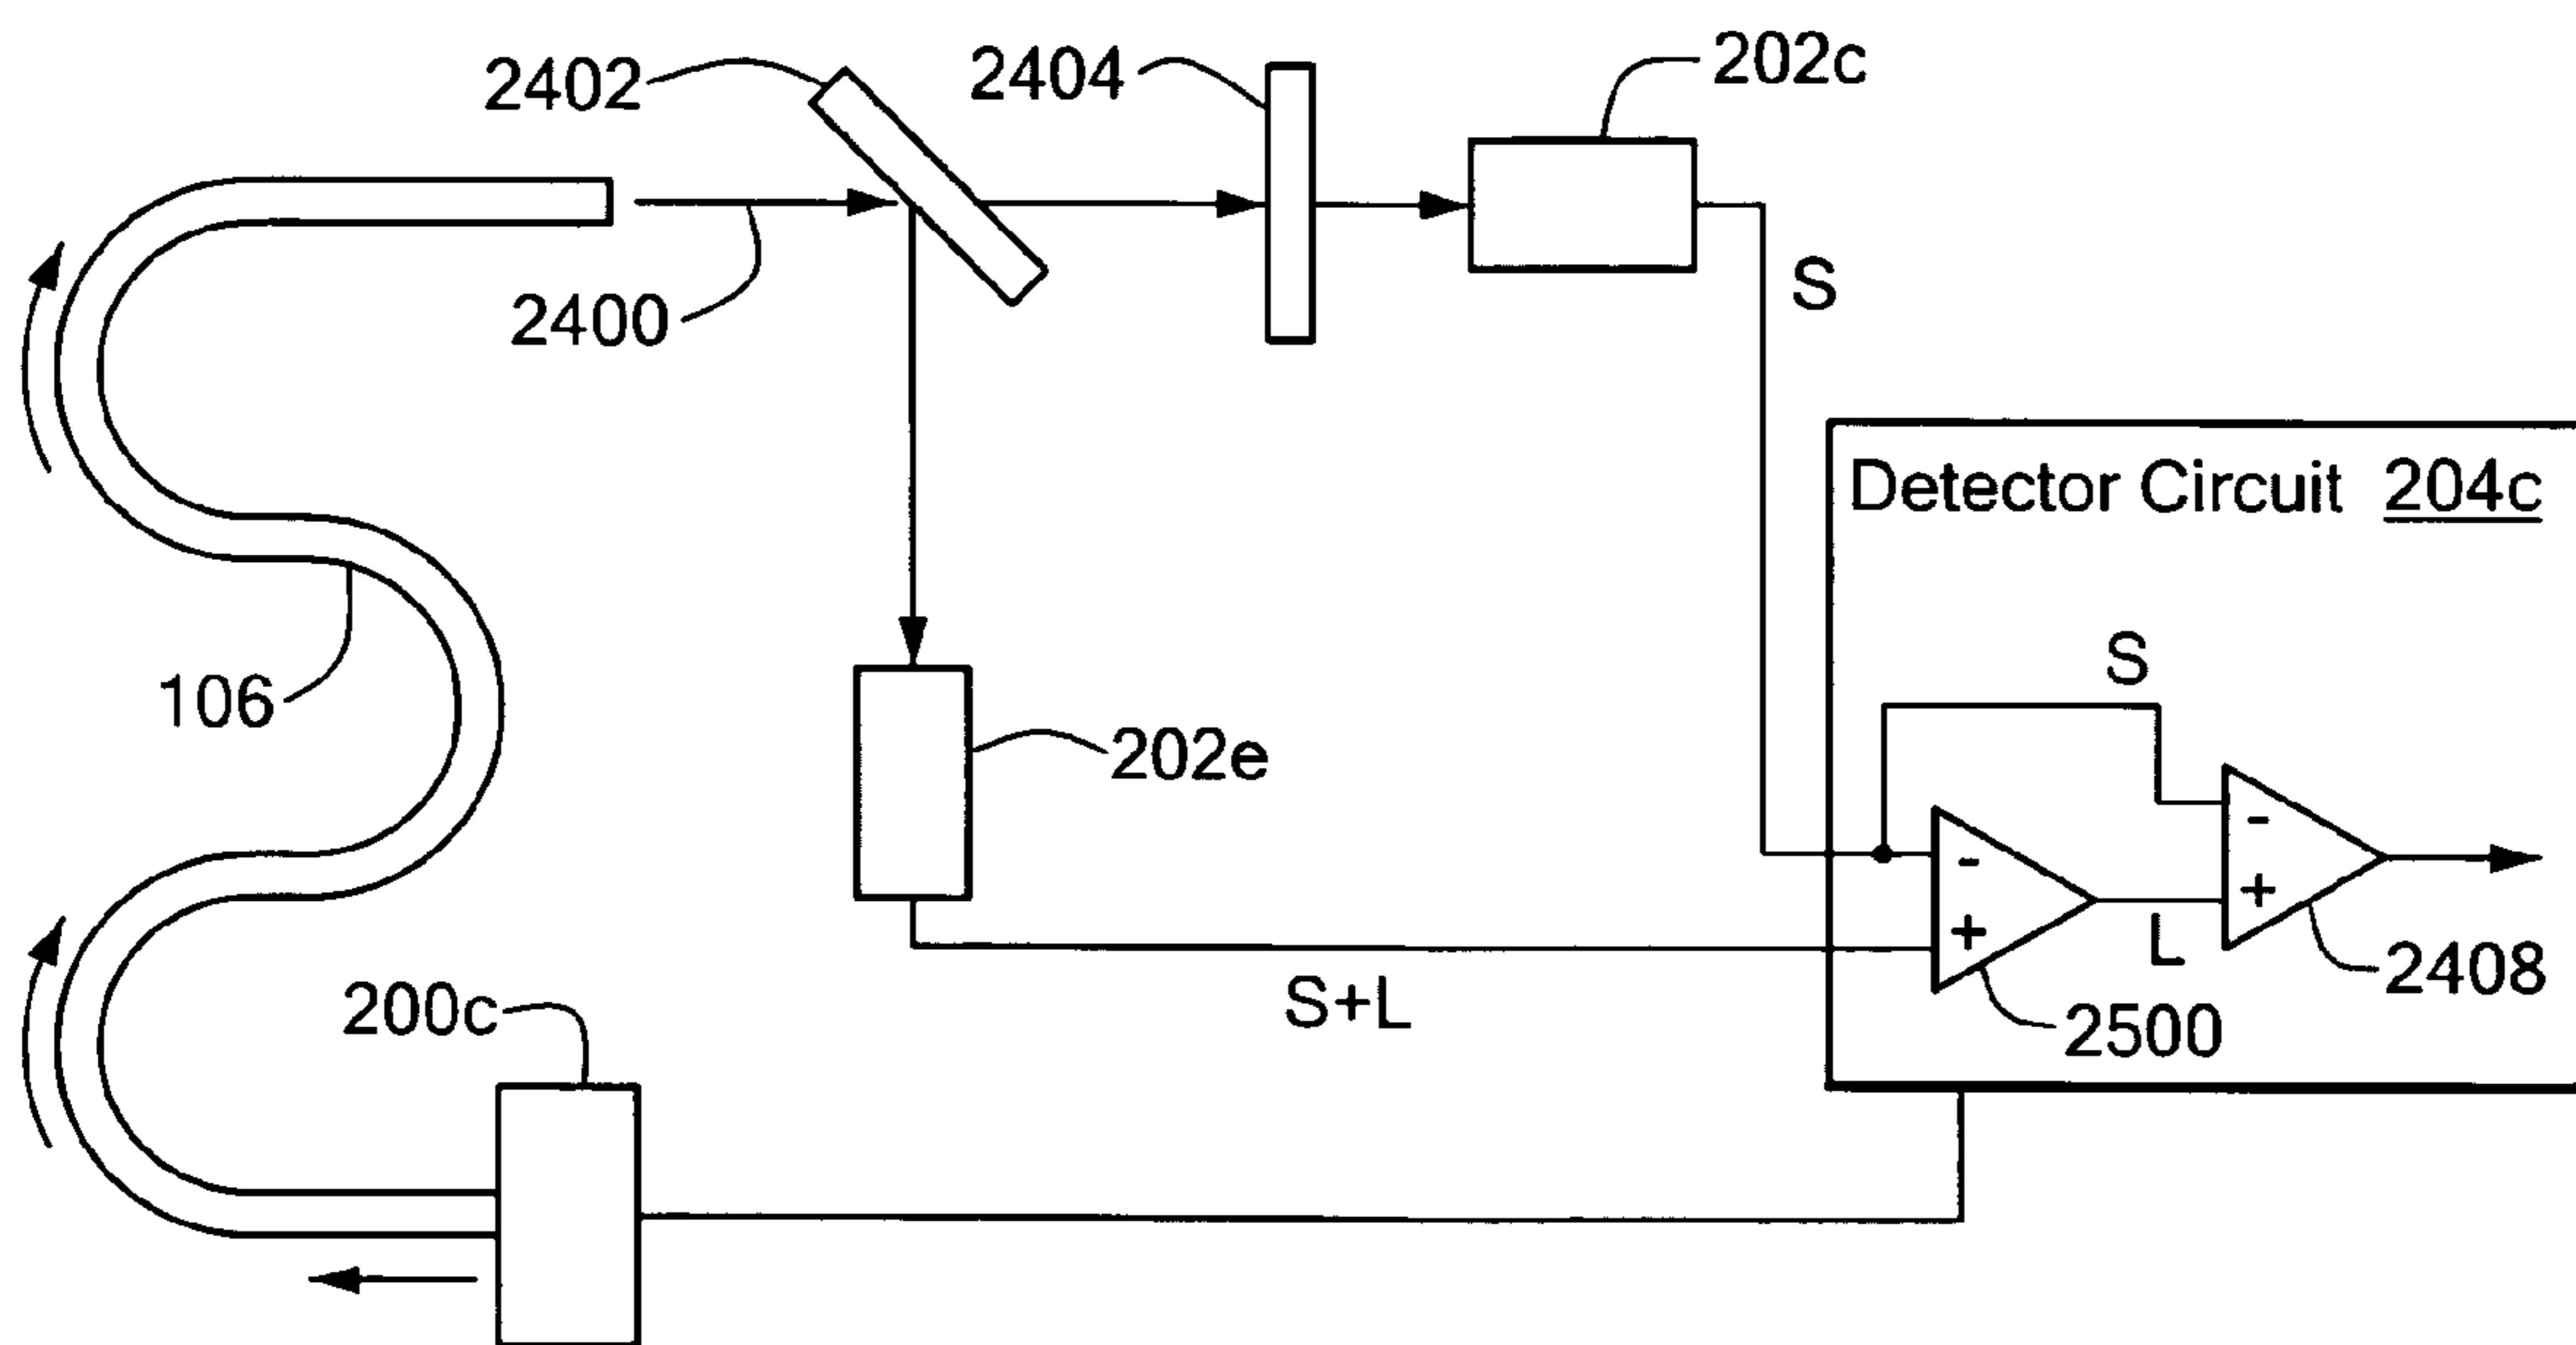 2402
2404
202c
2400
S
Detector Circuit 204c
S
106
202e
- +
- +
L
2408
200c
S+L
2500